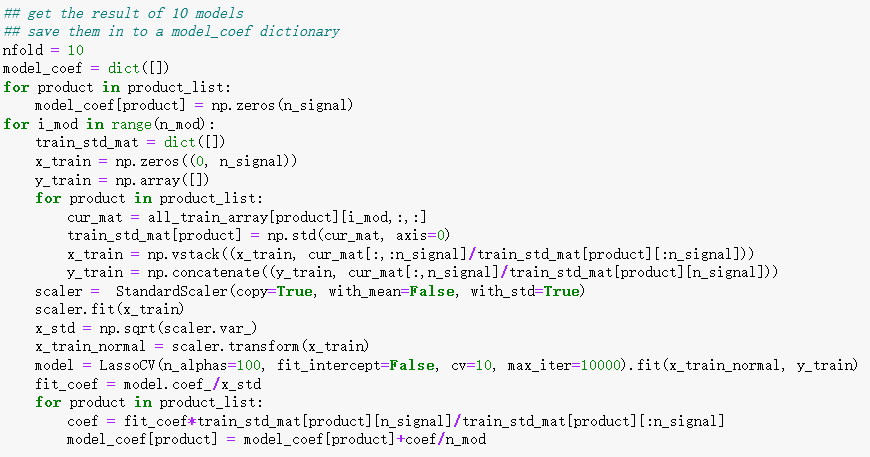 ## get the result of 10 models
## save them in to a model_coef dictionary
nfold = 10
model_coef = dict([])
for product in product_list:
    model_coef[product] = np.zeros(n_signal)
for i_mod in range(n_mod):
    train_std_mat = dict([])
    x_train = np.zeros((0, n_signal))
    y_train = np.array([])
    for product in product_list:
        cur_mat = all_train_array[product][i_mod,:,:]
        train_std_mat[product] = np.std(cur_mat, axis=0)
        x_train = np.vstack((x_train, cur_mat[:,:n_signal]/train_std_mat[product][:n_signal]))
        y_train = np.concatenate((y_train, cur_mat[:,n_signal]/train_std_mat[product][n_signal]))
    scaler =  StandardScaler(copy=True, with_mean=False, with_std=True)
    scaler.fit(x_train)
    x_std = np.sqrt(scaler.var_)
    x_train_normal = scaler.transform(x_train)
    model = LassoCV(n_alphas=100, fit_intercept=False, cv=10, max_iter=10000).fit(x_train_normal, y_train)
    fit_coef = model.coef_/x_std
    for product in product_list:
        coef = fit_coef*train_std_mat[product][n_signal]/train_std_mat[product][:n_signal]
        model_coef[product] = model_coef[product]+coef/n_mod